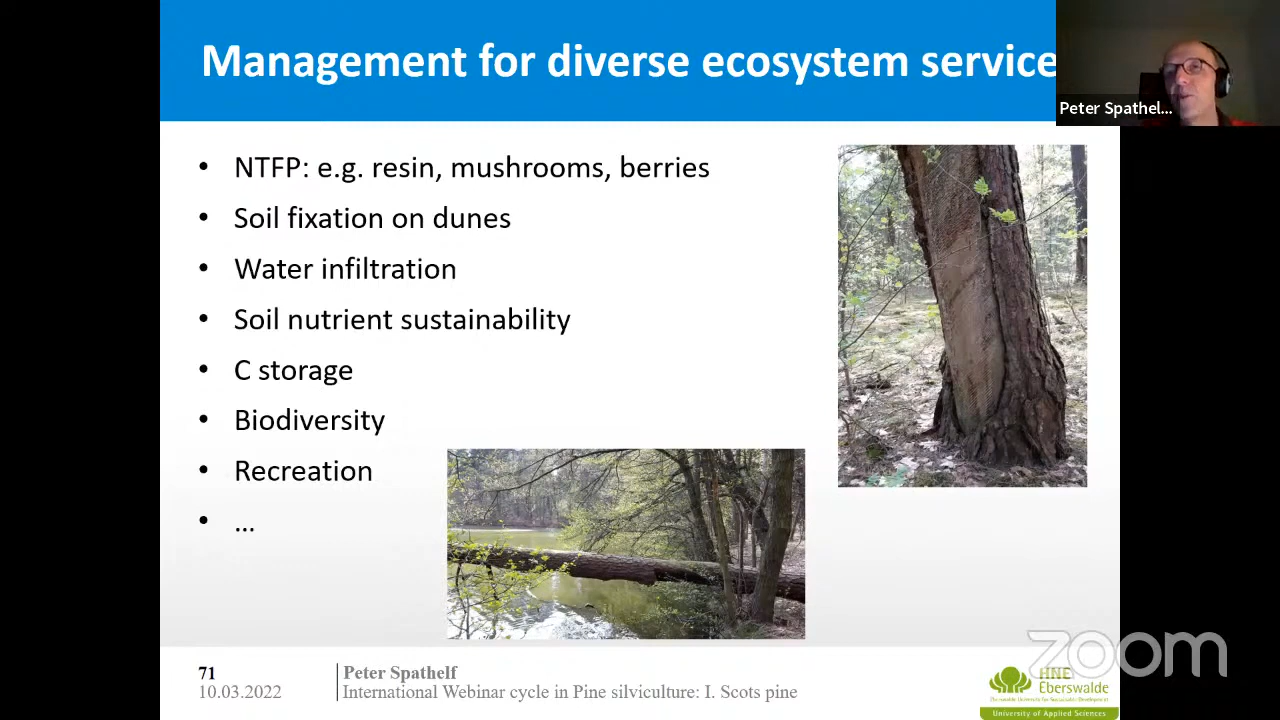 Management for diverse ecosystem service
Peter Spathel...
• NTFP: e.g. resin, mushrooms, berries
• Soil fixation on dunes
• Water infiltration
• Soil nutrient sustainability
• C storage
• Biodiversity
• Recreation
• ...
71
Peter Spathelf
10.03.2022
International Webinar cycle in Pine silviculture: I. Scots pine
zoom
HNE
Eberswalde
University of Applied Sciences